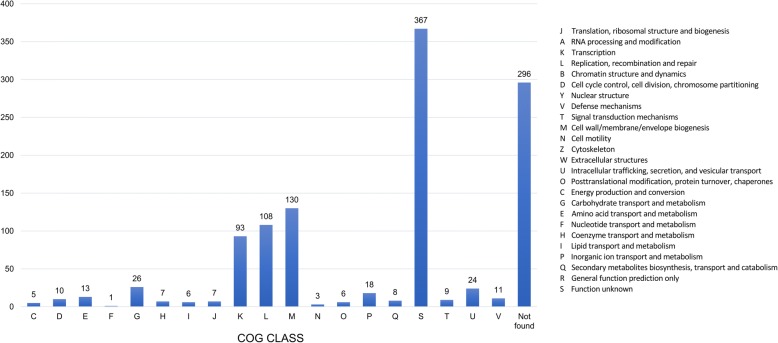 400
350
300
250
200
150
100
50
0
5
10
13
1
26
7
6
7
93
108
130
3
6
18
8
367
9
24
11
296
C D E F G H I J K L M N O P Q S T U V Not found
COG CLASS
J Translation, ribosomal structure and biogenesis
A RNA processing and modification
K Transcription
L Replication, recombination and repair
B Chromatin structure and dynamics
D Cell cycle control, cell division, chromosome partitioning
Y Nuclear structure
V Defense mechanisms
T Signal transduction mechanisms
M Cell wall/membrane/envelope biogenesis
N Cell motility
Z Cytoskeleton
W Extracellular structures
U Intracellular trafficking, secretion, and vesicular transport
O Posttranslational modification, protein turnover, chaperones
C Energy production and conversion
G Carbohydrate transport and metabolism
E Amino acid transport and metabolism
F Nucleotide transport and metabolism
H Coenzyme transport and metabolism
I Lipid transport and metabolism
P Inorganic ion transport and metabolism
Q Secondary metabolites biosynthesis, transport and catabolism
R General function prediction only
S Function unknown